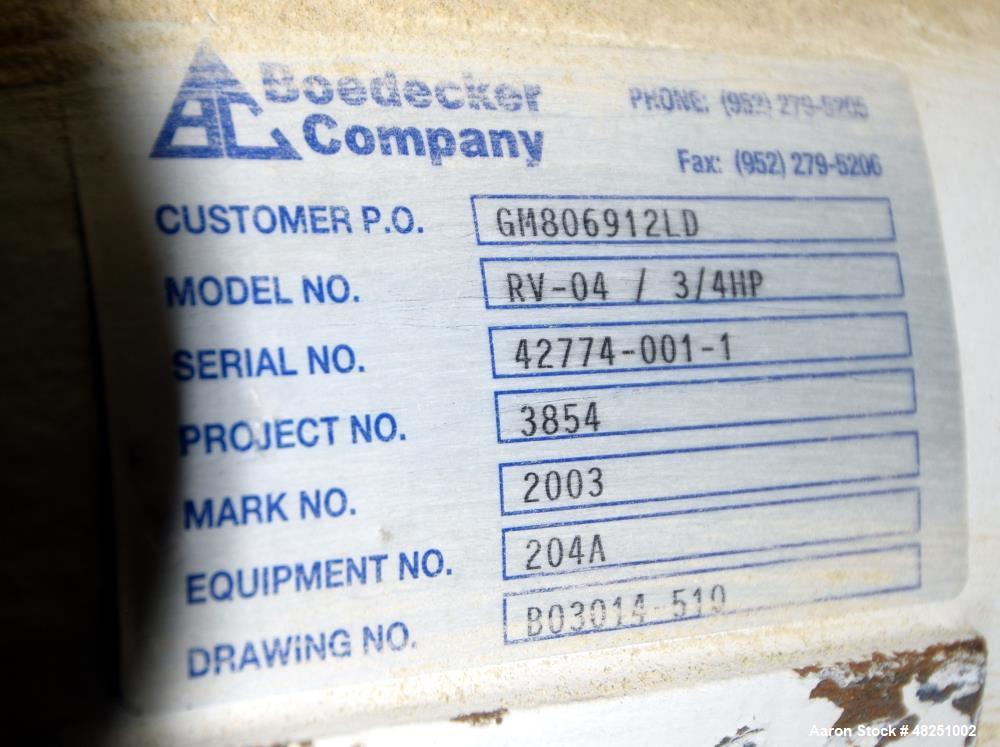 BC Boedecker
Company
PHONE: (952) 279-5205
Fax: (952) 279-5206
CUSTOMER P.O. GM806912LD
MODEL NO. RV-04 / 3/4HP
SERIAL NO. 42774-001-1
PROJECT NO. 3854
MARK NO. 2003
EQUIPMENT NO. 204A
DRAWING NO. B03014-510
Aaron Stock # 48251002